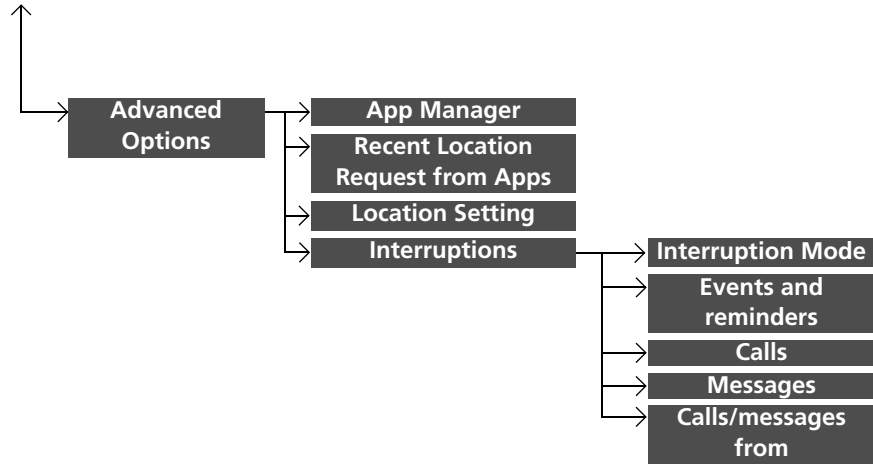 Advanced
Options
App Manager
Recent Location
Request from Apps
Location Setting
Interruptions
Interruption Mode
Events and
reminders
Calls
Messages
Calls/messages
from